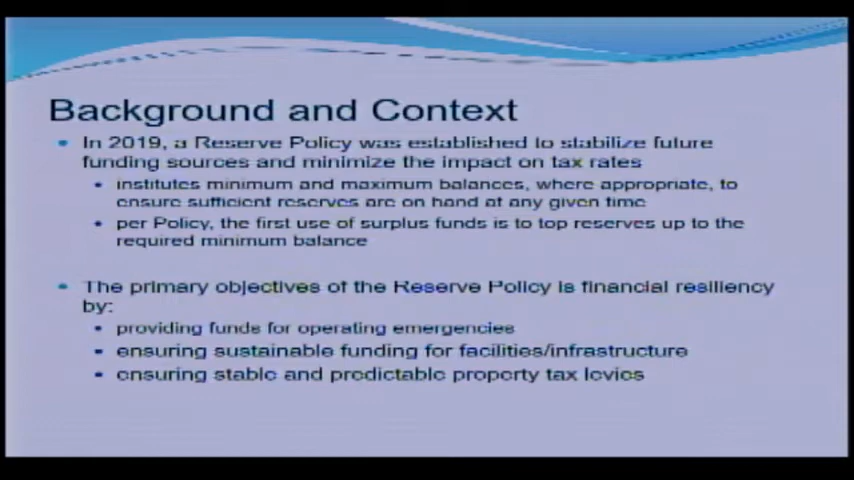 Background and Context
• In 2019, a Reserve Policy was established to stabilize future
funding sources and minimize the impact on tax rates
• institutes minimum and maximum balances, where appropriate, to
ensure sufficient reserves are on hand at any given time
• per Policy, the first use of surplus funds is to top reserves up to the
required minimum balance
• The primary objectives of the Reserve Policy is financial resiliency
by:
• providing funds for operating emergencies
• ensuring sustainable funding for facilities/infrastructure
• ensuring stable and predictable property tax levies